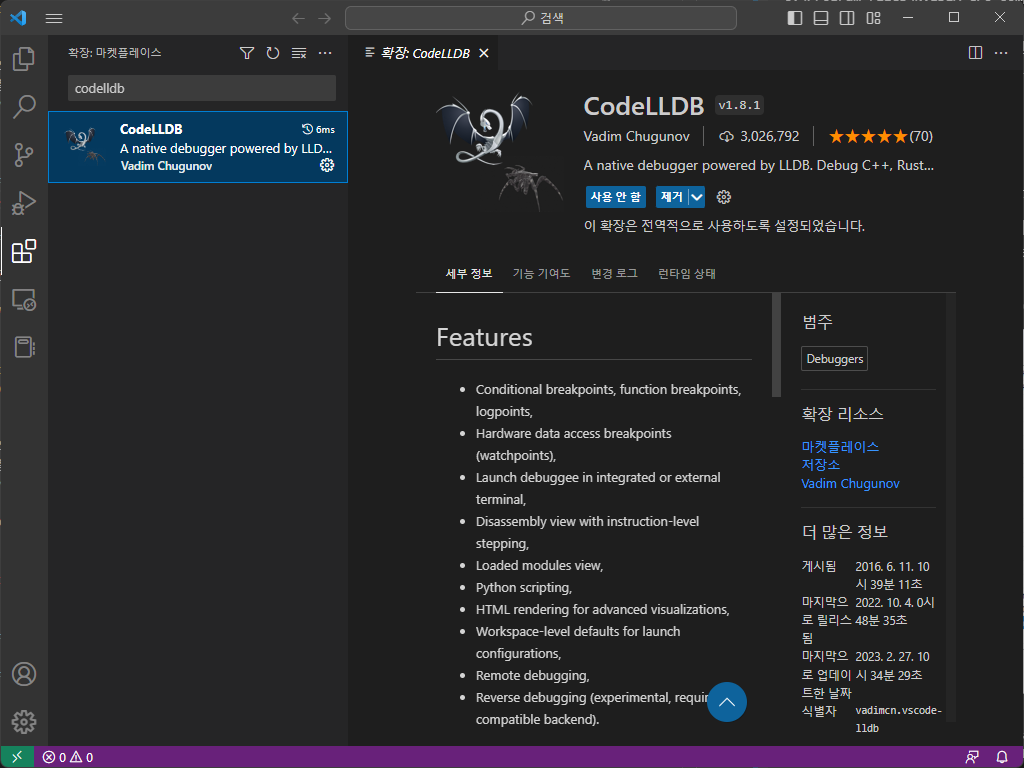 검색
확장: 마켓플레이스
codelldb
CodeLLDB
6ms
A native debugger powered by LLD...
Vadim Chugunov
확장: CodeLLDB
CodeLLDB
v1.8.1
Vadim Chugunov
3,026,792
(70)
A native debugger powered by LLDB. Debug C++, Rust...
사용 안 함
제거
이 확장은 전역적으로 사용하도록 설정되었습니다.
세부 정보
기능 기여도
변경 로그
런타임 상태
Features
Conditional breakpoints, function breakpoints,
logpoints,
Hardware data access breakpoints
(watchpoints),
Launch debuggee in integrated or external
terminal,
Disassembly view with instruction-level
stepping,
Loaded modules view,
Python scripting,
HTML rendering for advanced visualizations,
Workspace-level defaults for launch
configurations,
Remote debugging,
Reverse debugging (experimental, requir
compatible backend).
범주
Debuggers
확장 리소스
마켓플레이스
저장소
Vadim Chugunov
더 많은 정보
게시됨 2016. 6. 11. 10
시 39분 11초
마지막으 2022. 10. 4. 0시
로 릴리스 48분 35초
됨
마지막으 2023. 2. 27. 10
로 업데이 시 34분 29초
트한 날짜
식별자 vadimcn.vscode-
lldb
0 0